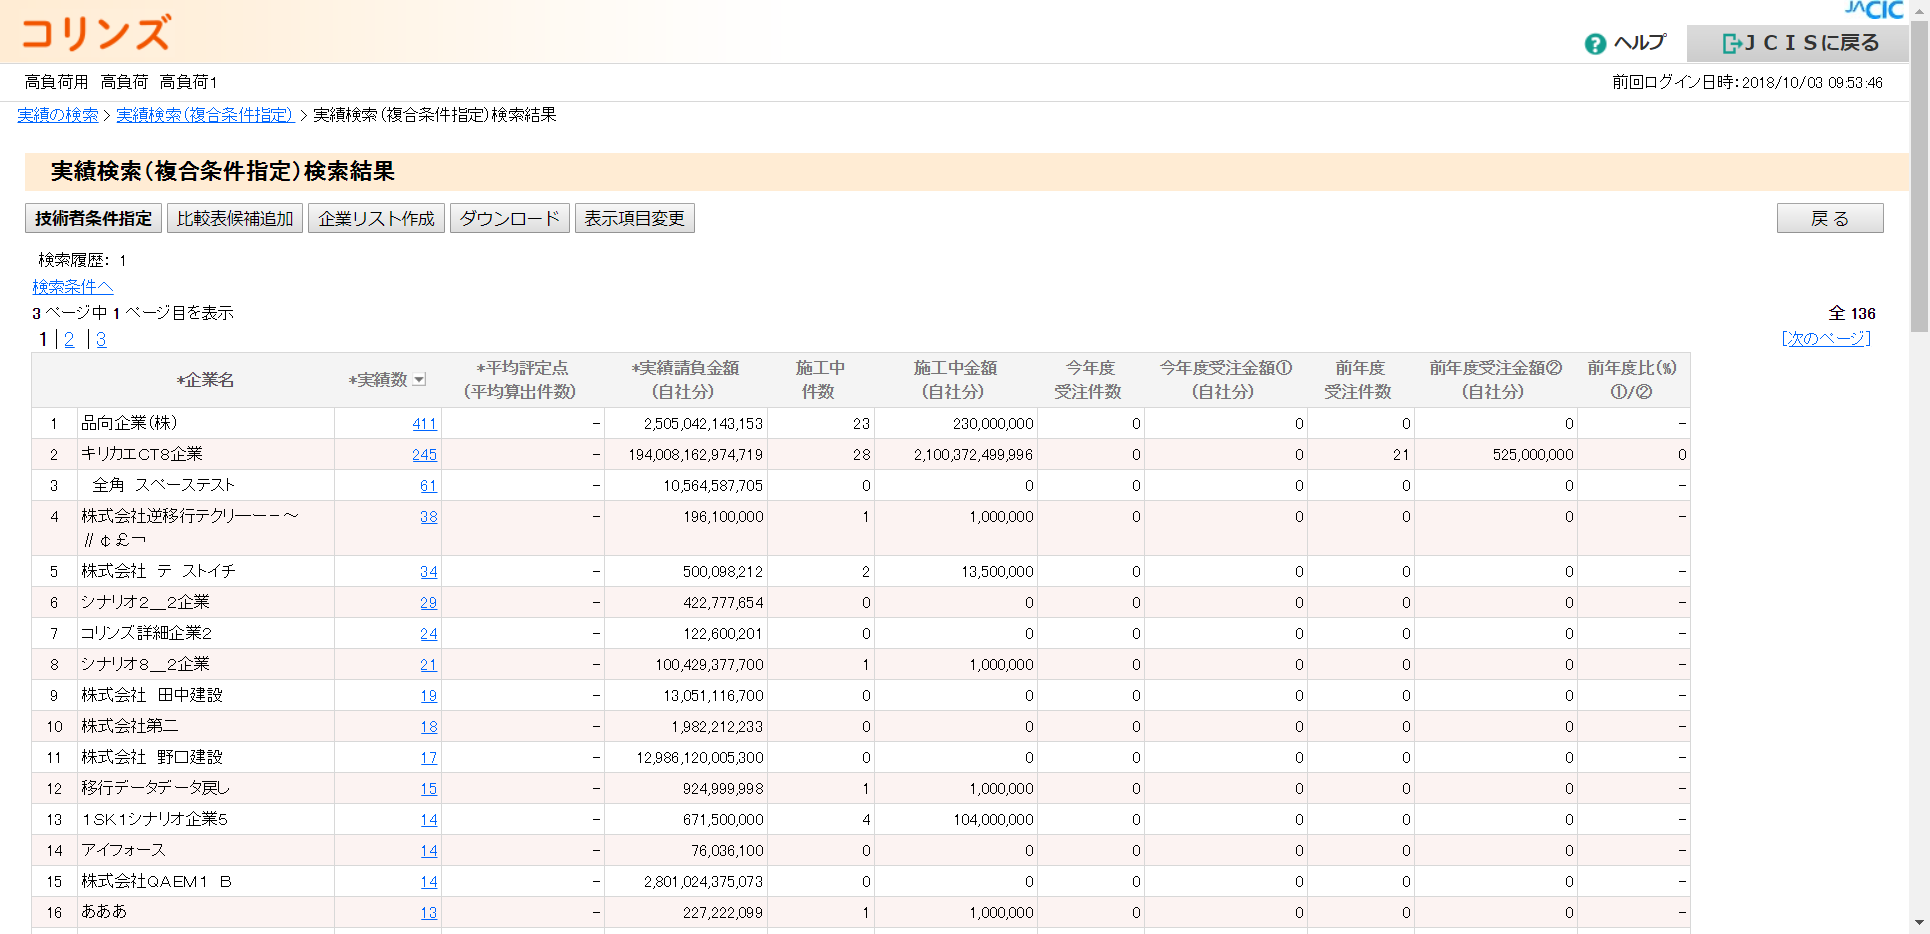 コリンズ
JACIC
ヘルプ
ＪＣＩＳに戻る
高負荷用 高負荷 高負荷1
前回ログイン日時：2018/10/03 09:53:46
実績の検索 > 実績検索（複合条件指定） > 実績検索（複合条件指定）検索結果
実績検索（複合条件指定）検索結果
技術者条件指定 比較表候補追加 企業リスト作成 ダウンロード 表示項目変更 戻 る
検索履歴： 1
検索条件へ
3 ページ中 1 ページ目を表示 全 136
1 | 2 | 3 [次のページ]
*企業名 *実績数 *平均評定点（平均算出件数） *実績請負金額（自社分） 施工中件数 施工中金額（自社分） 今年度受注件数 今年度受注金額①（自社分） 前年度受注件数 前年度受注金額②（自社分） 前年度比(%)①/②
1 品向企業（株） 411 − 2,505,042,143,153 23 230,000,000 0 0 0 0 −
2 キリカエＣＴ８企業 245 − 194,008,162,974,719 28 2,100,372,499,996 0 0 21 525,000,000 0
3 全角　スペーステスト 61 − 10,564,587,705 0 0 0 0 0 0 −
4 株式会社逆移行テクリー―－～ 38 − 196,100,000 1 1,000,000 0 0 0 0 −
∥￠￡￢
5 株式会社　テ　ストイチ 34 − 500,098,212 2 13,500,000 0 0 0 0 −
6 シナリオ２＿２企業 29 − 422,777,654 0 0 0 0 0 0 −
7 コリンズ詳細企業２ 24 − 122,600,201 0 0 0 0 0 0 −
8 シナリオ８＿２企業 21 − 100,429,377,700 1 1,000,000 0 0 0 0 −
9 株式会社　田中建設 19 − 13,051,116,700 0 0 0 0 0 0 −
10 株式会社第二 18 − 1,982,212,233 0 0 0 0 0 0 −
11 株式会社　野口建設 17 − 12,986,120,005,300 0 0 0 0 0 0 −
12 移行データデータ戻し 15 − 924,999,998 1 1,000,000 0 0 0 0 −
13 １ＳＫ１シナリオ企業５ 14 − 671,500,000 4 104,000,000 0 0 0 0 −
14 アイフォース 14 − 76,036,100 0 0 0 0 0 0 −
15 株式会社ＱＡＥＭ１　Ｂ 14 − 2,801,024,375,073 0 0 0 0 0 0 −
16 あああ 13 − 227,222,099 1 1,000,000 0 0 0 0 −